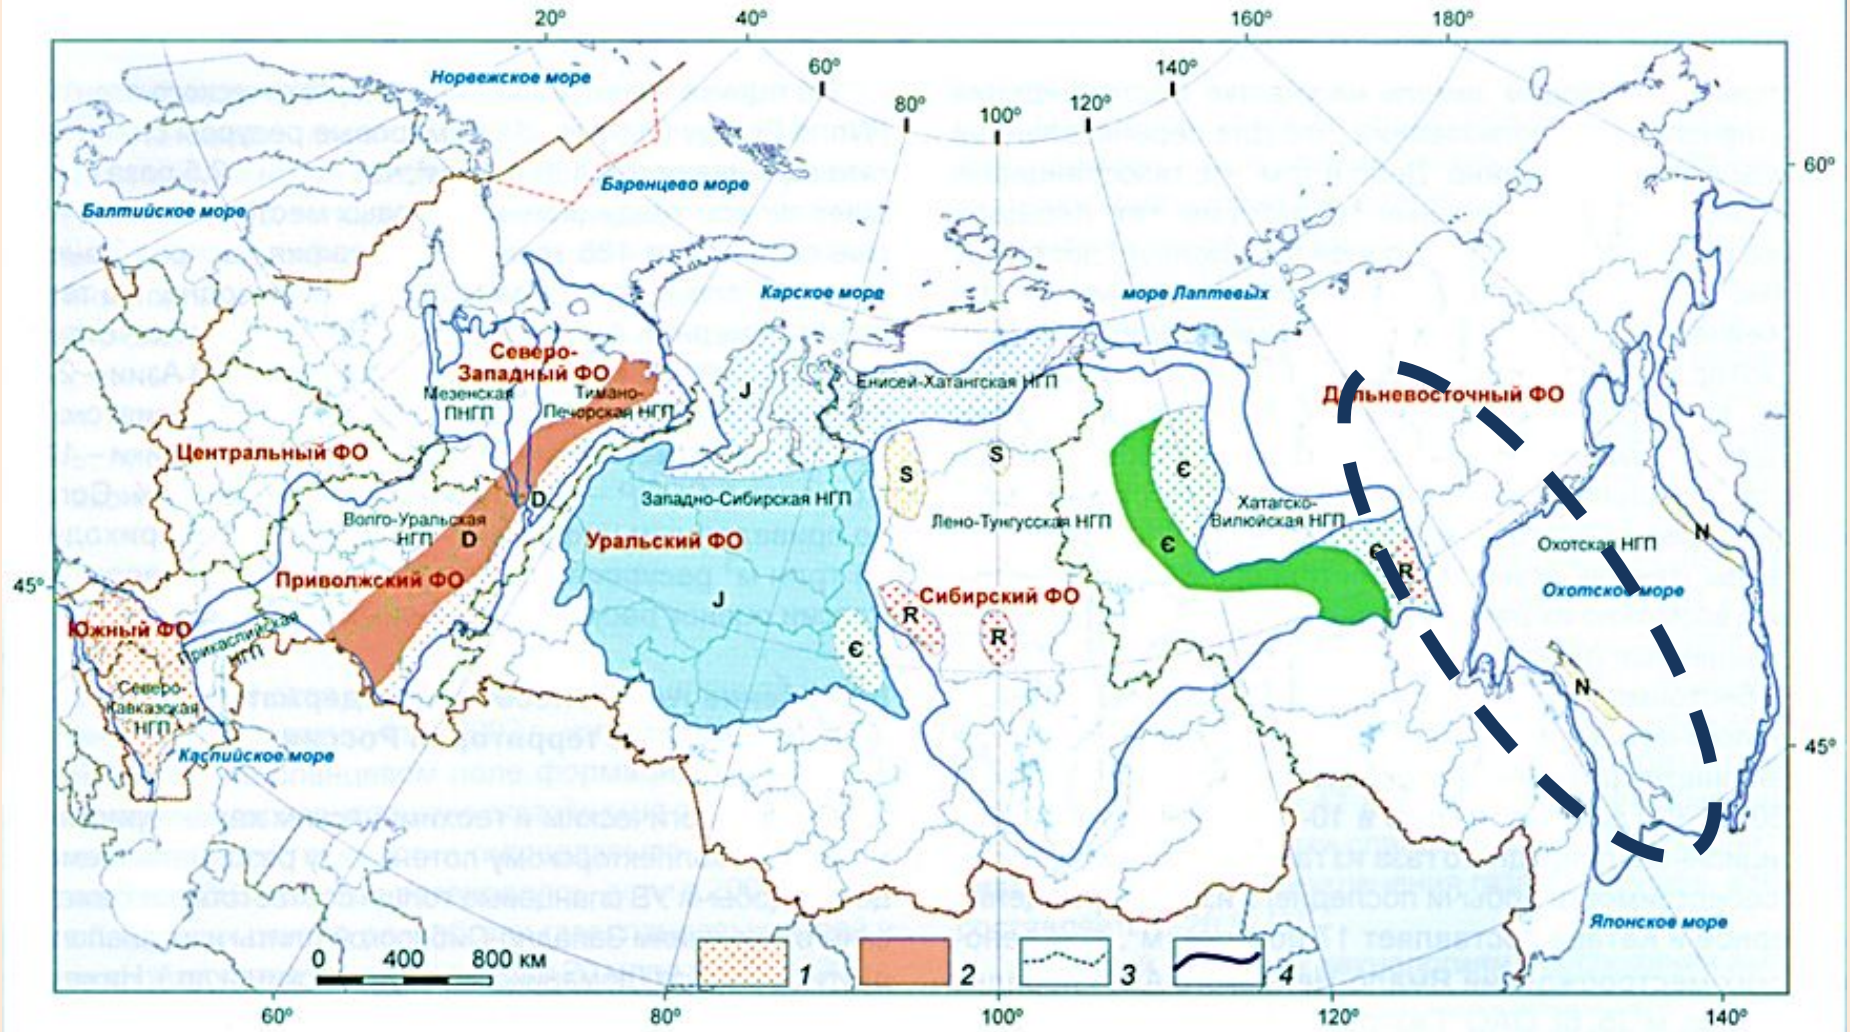 20°
40°
160°
180°
60°
140°
80°
100°
120°
Норвежское море
Баренцево море
Балтийское море
60°
Карское море
море Лаптевых
Северо-
Западный ФО
Мезенская
ПНГП
Тимано-
Печорская НГП
J
Енисей-Хатангская НГП
Дальневосточный ФО
Центральный ФО
S
S
Є
D
Западно-Сибирская НГП
Лено-Тунгусская НГП
Хатагско-
Вилюйская НГП
Волго-Уральская
НГП
D
Уральский ФО
Є
Є
R
Охотская НГП
N
45°
Приволжский ФО
J
Сибирский ФО
Охотское море
Южный ФО
Прикаспийская
НГП
R
R
Є
Северо-
Кавказская
НГП
N
Каспийское море
45°
Японское море
0 400 800 км
1
2
3
4
60°
80°
100°
120°
140°